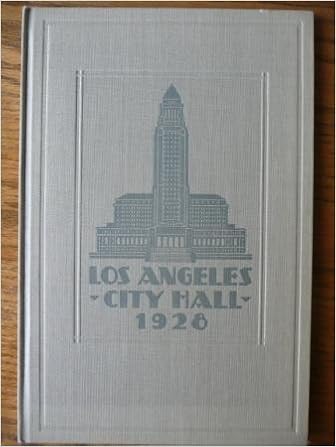 LOS ANGELES
- CITY HALL -
1928